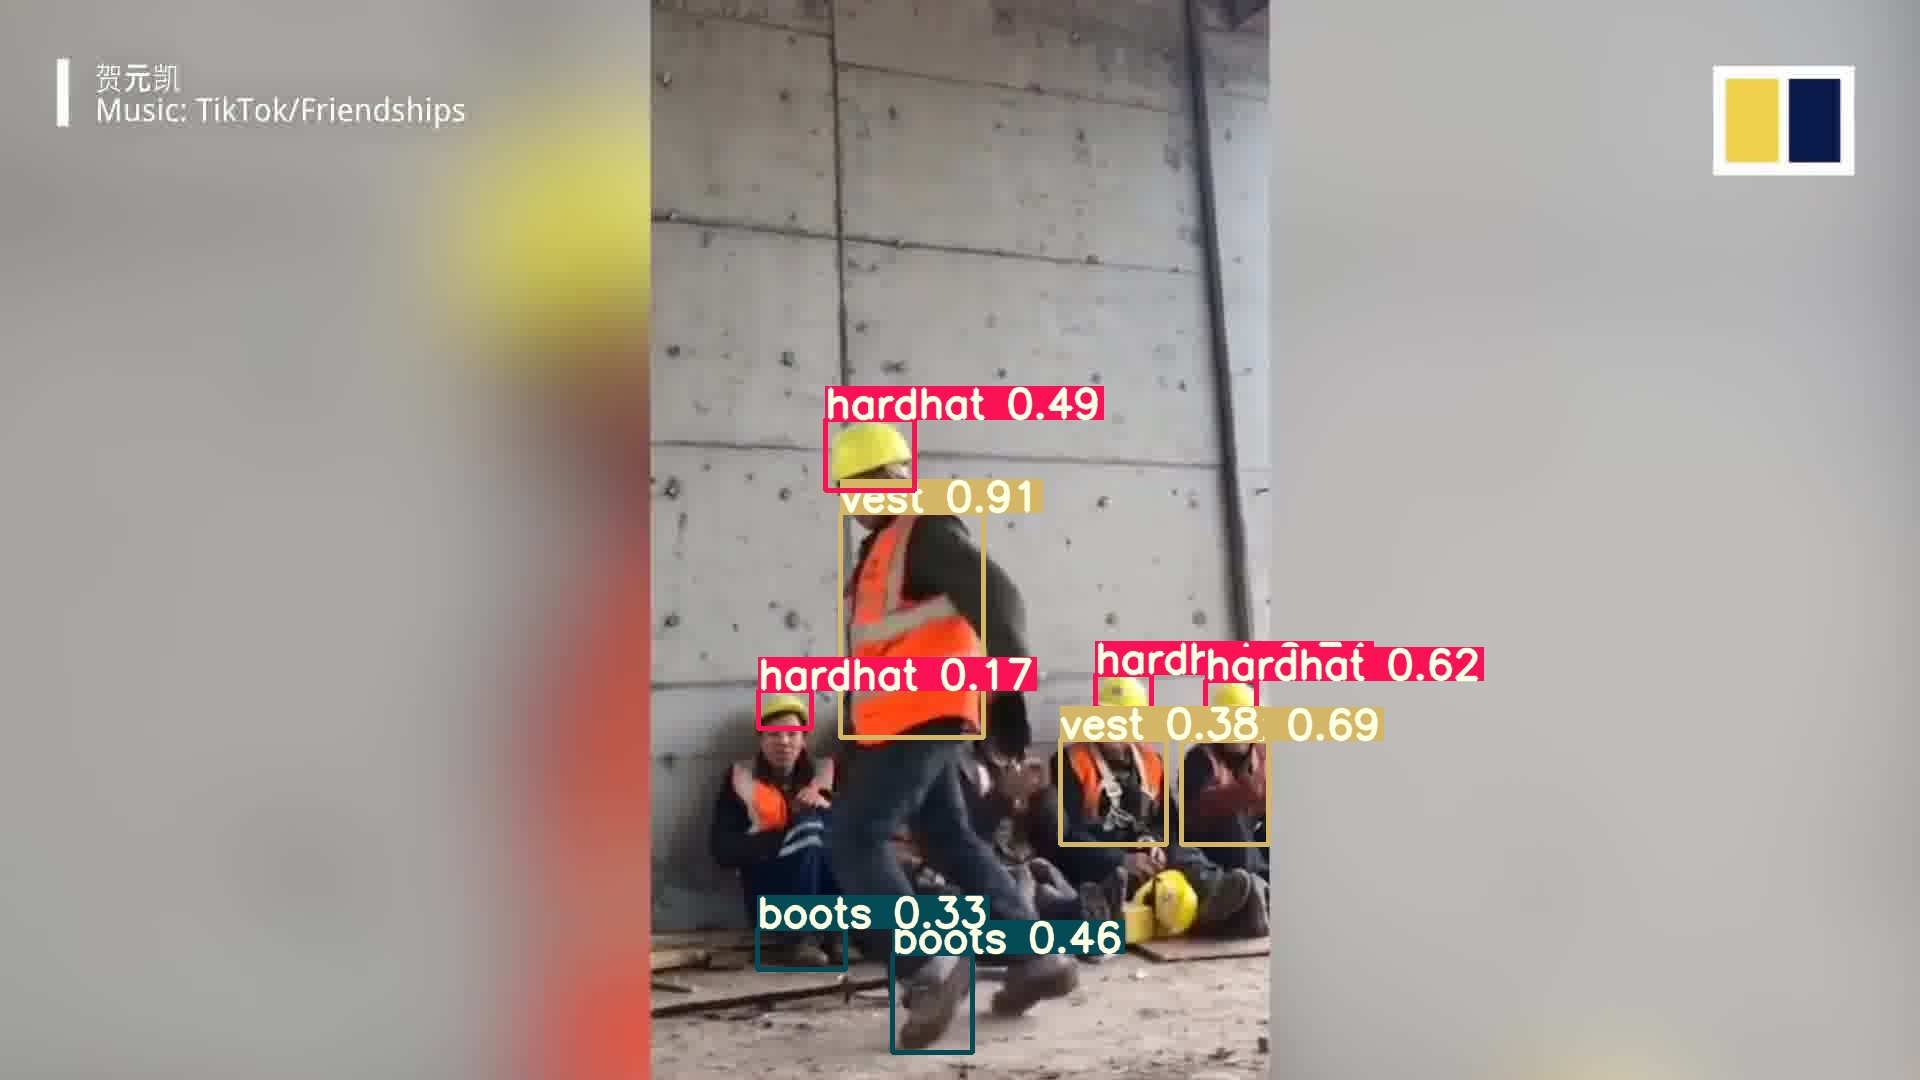 贺元凯
Music: TikTok/Friendships
hardhat 0.49
vest 0.91
hardhat 0.17
hardhat 0.62
vest 0.38
0.69
boots 0.33
boots 0.46